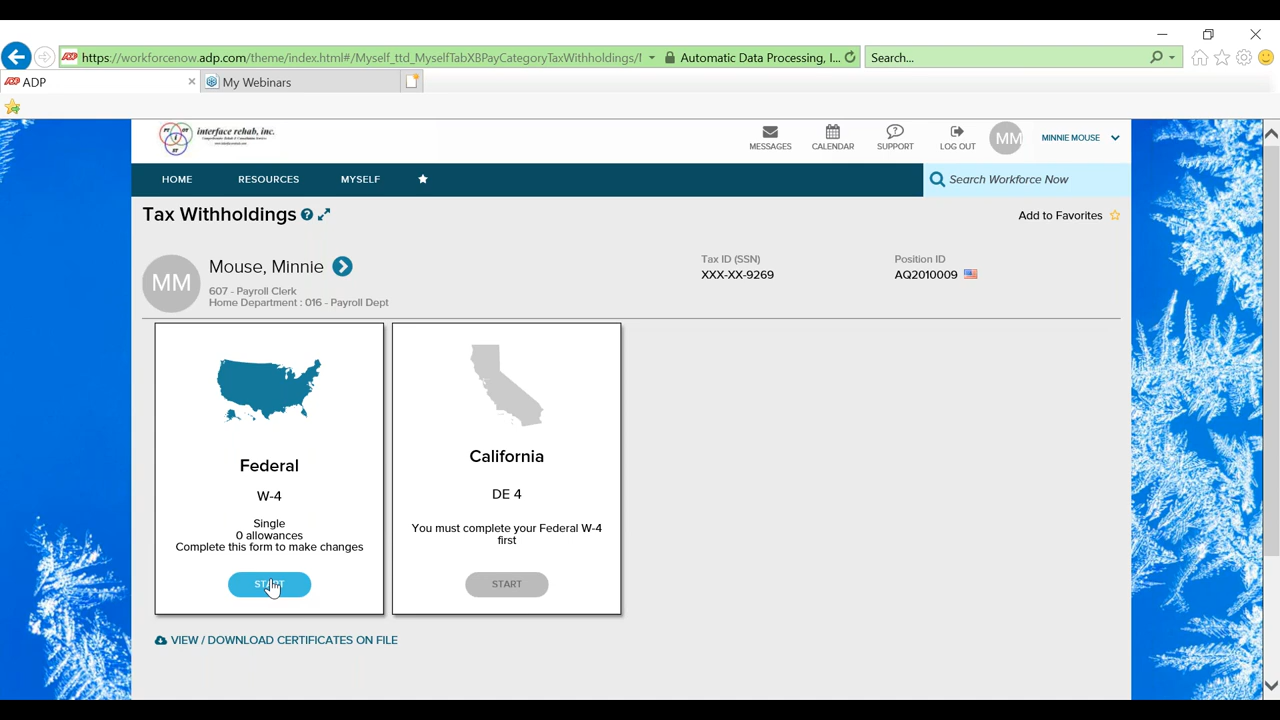 https://workforcenow.adp.com/theme/index.html#/Myself_ttd_MyselfTabXBPayCategoryTaxWithholdings/
Automatic Data Processing, I...
Search...
ADP
My Webinars
interface rehab, inc.
MESSAGES
CALENDAR
SUPPORT
LOG OUT
MM
MINNIE MOUSE
HOME
RESOURCES
MYSELF
Search Workforce Now
Tax Withholdings
Add to Favorites
MM
Mouse, Minnie
607 - Payroll Clerk
Home Department : 016 - Payroll Dept
Tax ID (SSN)
XXX-XX-9269
Position ID
AQ2010009
Federal
W-4
Single
0 allowances
Complete this form to make changes
START
California
DE 4
You must complete your Federal W-4
first
START
VIEW / DOWNLOAD CERTIFICATES ON FILE